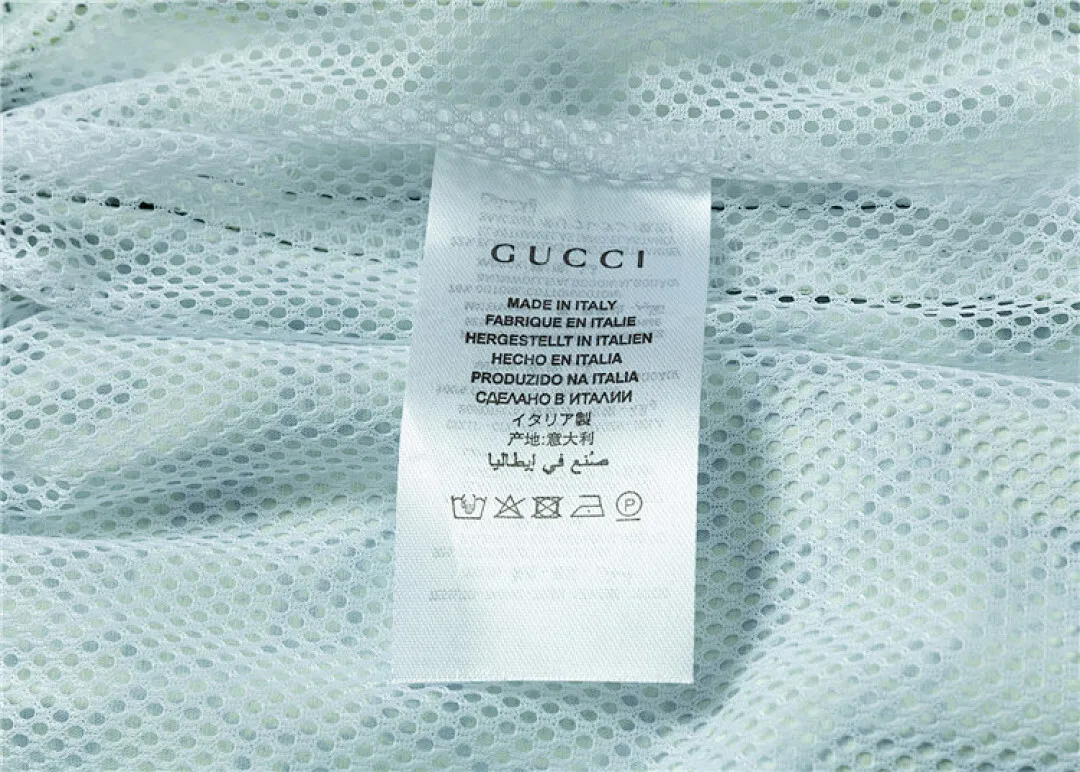 GUCCI
MADE IN ITALY
FABRIQUE EN ITALIE
HERGESTELLT IN ITALIEN
HECHO EN ITALIA
PRODUZIDO NA ITALIA
СДЕЛАНО В ИТАЛИИ
イタリア製
产地:意大利
صُنع في إيطاليا
P